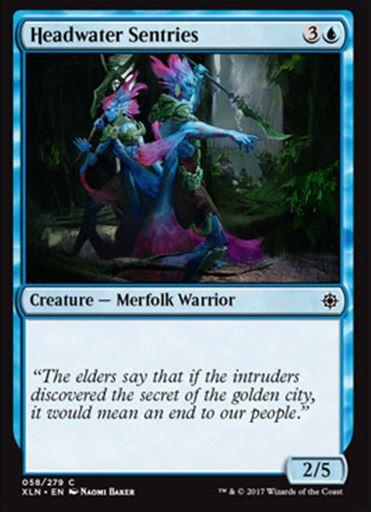 Headwater Sentries 3
Creature — Merfolk Warrior
“The elders say that if the intruders
discovered the secret of the golden city,
it would mean an end to our people.”
2/5
058/279 C
XLN • EN Naomi Baker
™ & © 2017 Wizards of the Coast